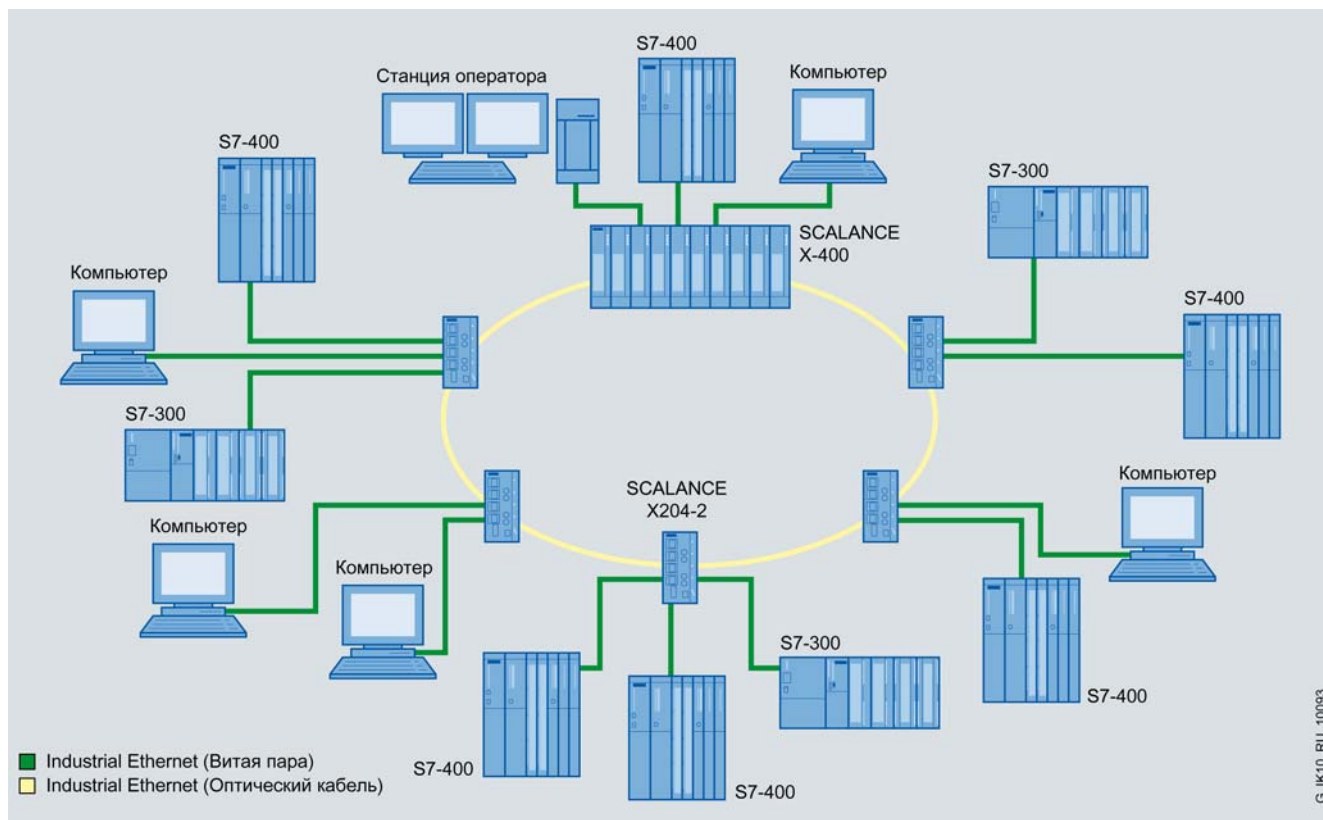 S7-400
Станция оператора
Компьютер
S7-400
S7-300
SCALANCE
X-400
Компьютер
S7-400
S7-300
Компьютер
SCALANCE
X204-2
Компьютер
Компьютер
S7-300
S7-400
S7-400
S7-400
Industrial Ethernet (Витая пара)
Industrial Ethernet (Оптический кабель)
G_IK10_RU_10093